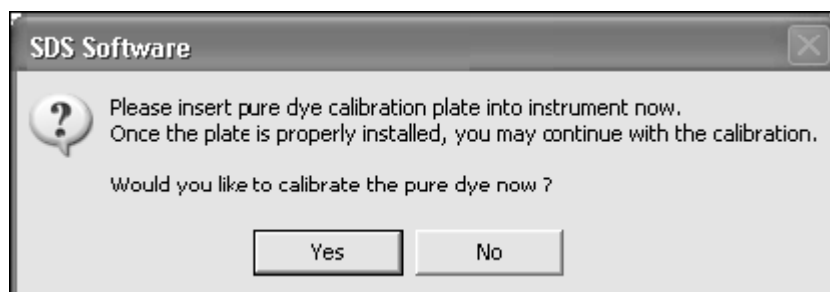 SDS Software
Please insert pure dye calibration plate into instrument now.
Once the plate is properly installed, you may continue with the calibration.
Would you like to calibrate the pure dye now ?
Yes
No